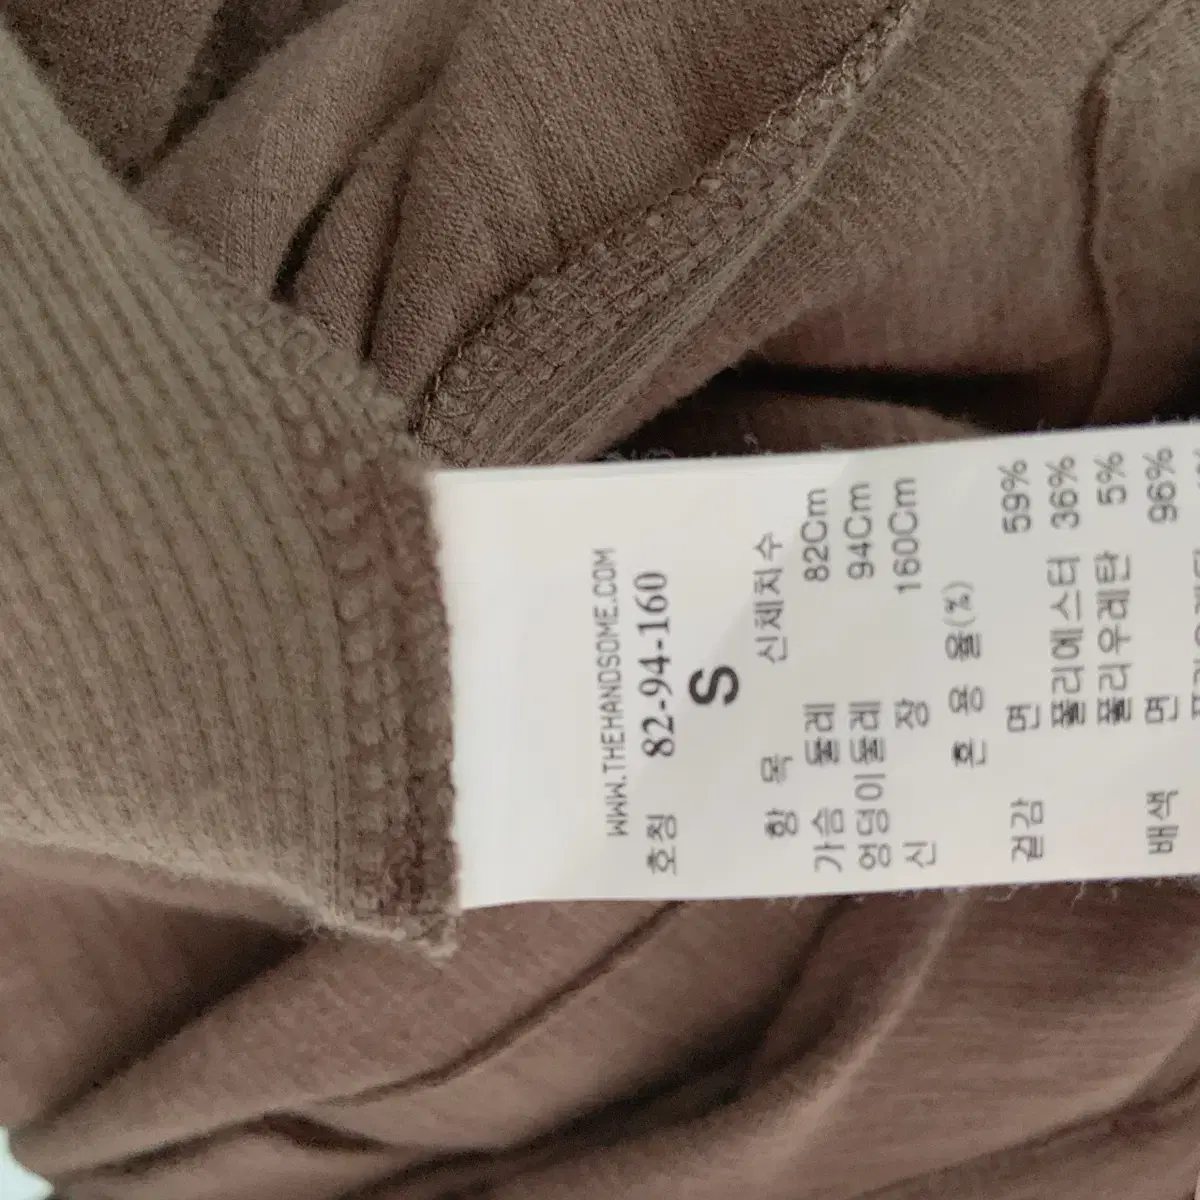 WWW.THEHANDSOME.COM
호칭 82-94-160
S
항 목 신체치수
가슴 둘레 82Cm
엉덩이둘레 94Cm
신 장 160Cm
혼 용 율(%)
겉감 면 59%
폴리에스터 36%
폴리우레탄 5%
배색 면 96%